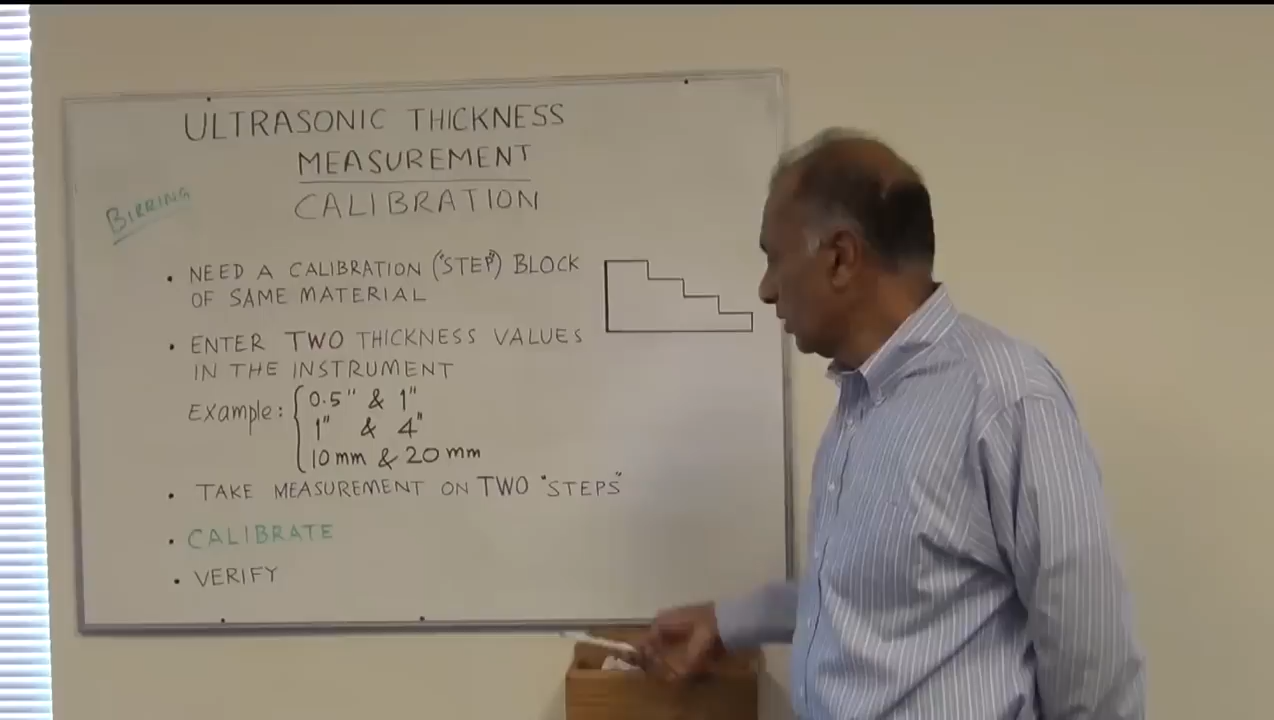 ULTRASONIC THICKNESS
MEASUREMENT
CALIBRATION
BIRRING
• NEED A CALIBRATION ("STEP") BLOCK
OF SAME MATERIAL
• ENTER TWO THICKNESS VALUES
IN THE INSTRUMENT
Example: { 0.5" & 1"
1" & 4"
10 mm & 20 mm
• TAKE MEASUREMENT ON TWO "STEPS"
• CALIBRATE
• VERIFY